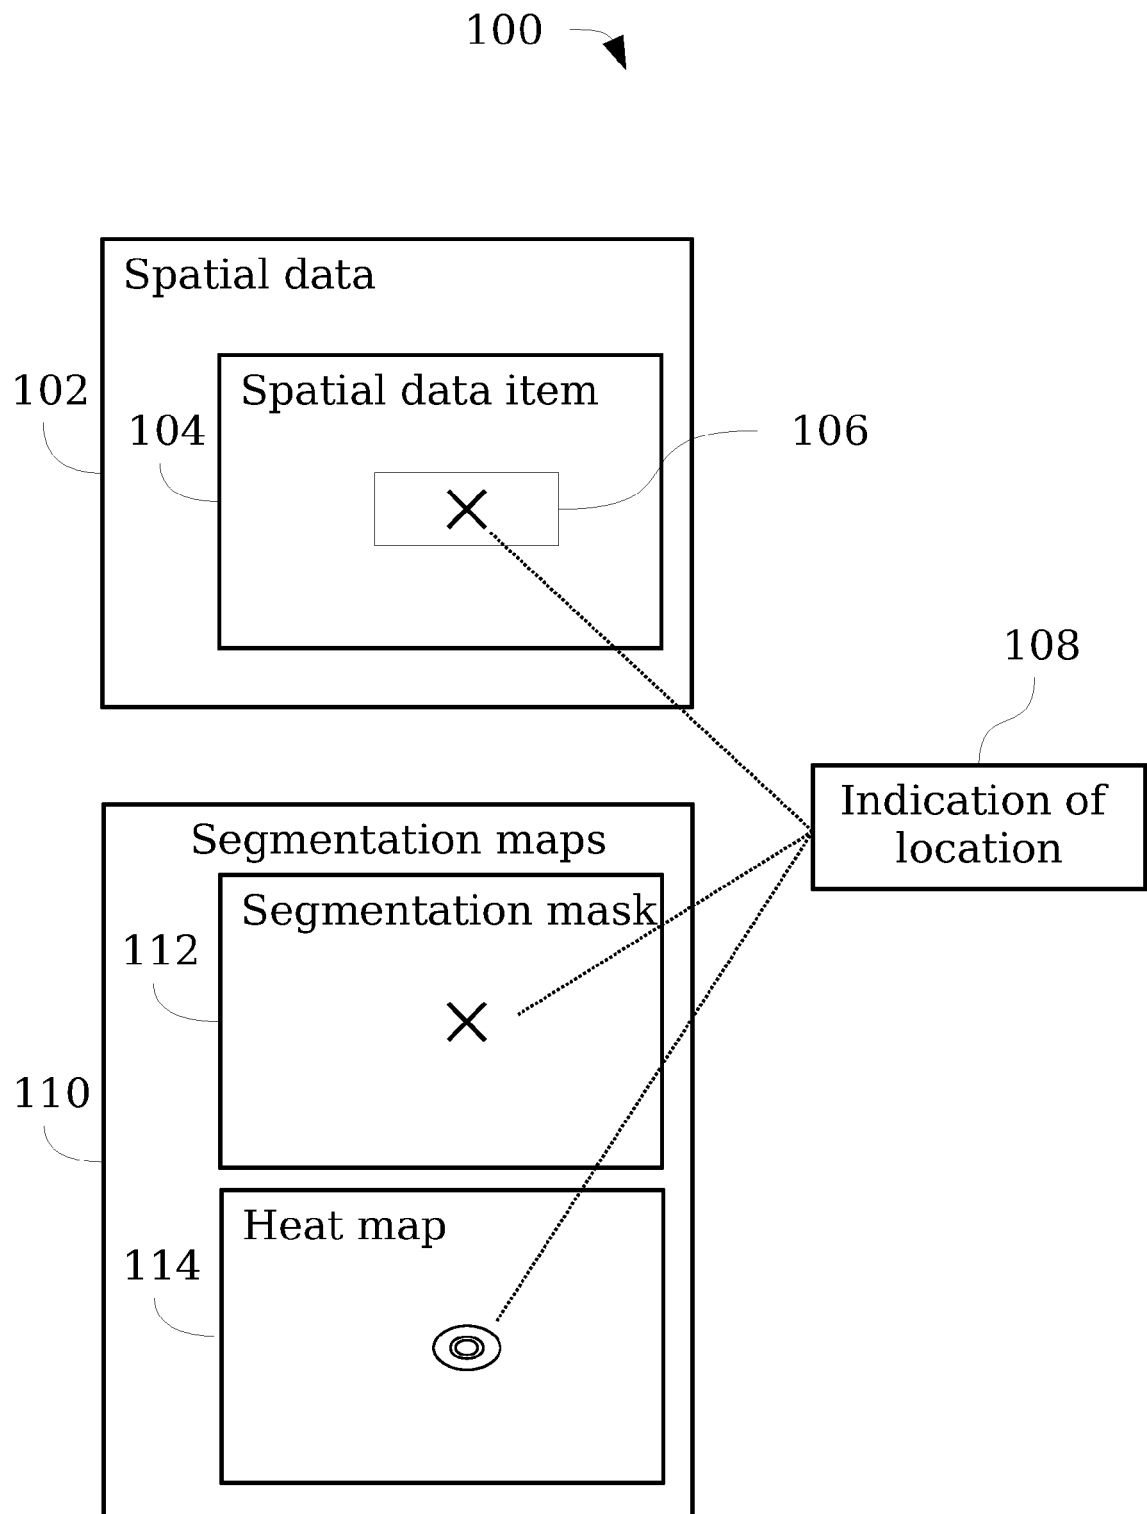 100
Spatial data
102
Spatial data item
104
106
108
Indication of
location
Segmentation maps
Segmentation mask
112
110
Heat map
114